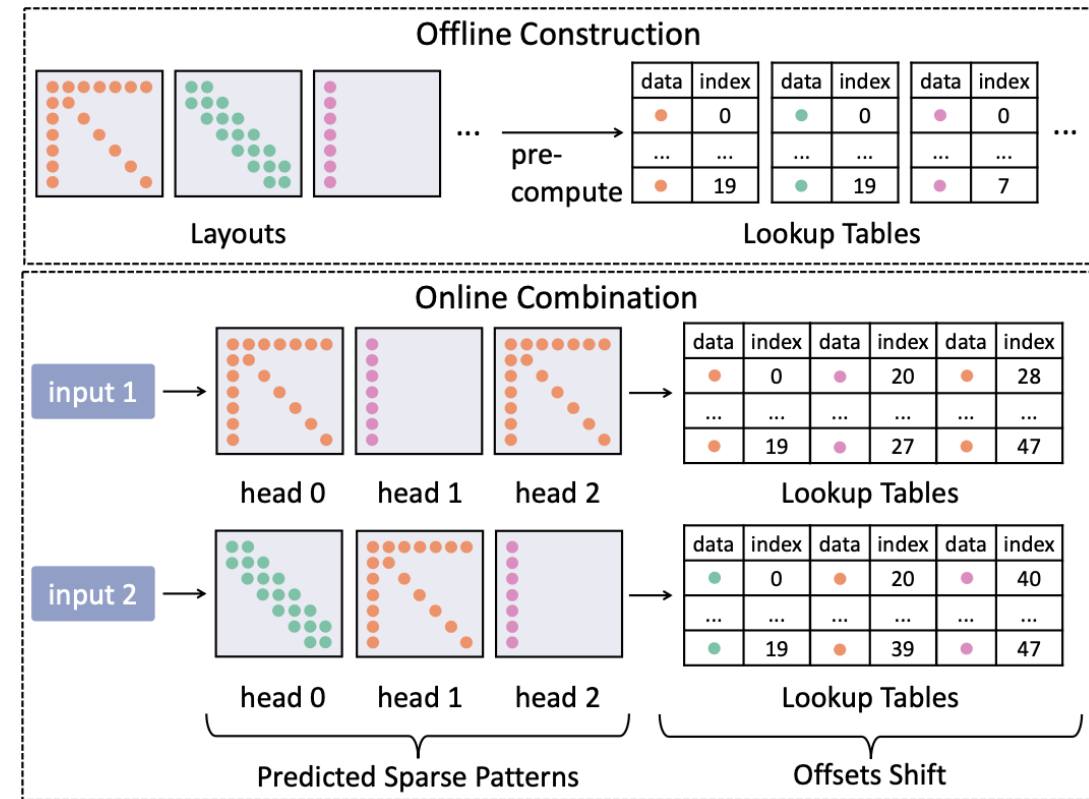 Offline Construction
data index data index data index
0 0 0
... ... ... ... ... ...
19 19 7
... pre-compute ...
Layouts
Lookup Tables
Online Combination
input 1
head 0 head 1 head 2
data index data index data index
0 20 28
... ... ... ... ... ...
19 27 47
Lookup Tables
input 2
head 0 head 1 head 2
data index data index data index
0 20 40
... ... ... ... ... ...
19 39 47
Lookup Tables
Predicted Sparse Patterns
Offsets Shift